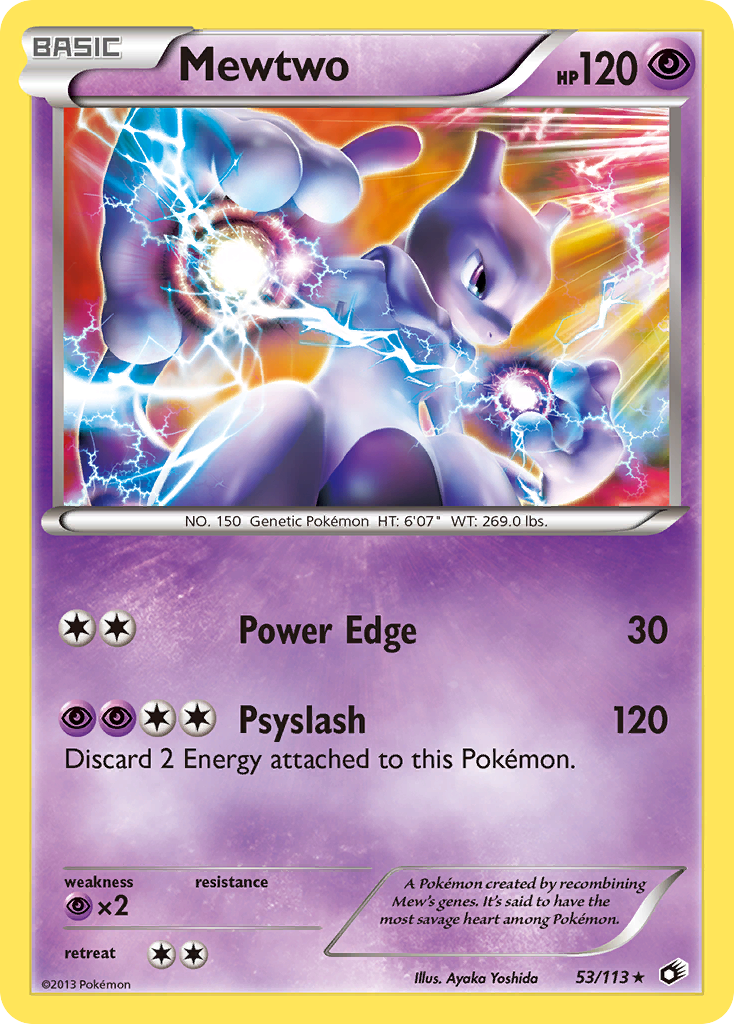 BASIC Mewtwo HP 120
NO. 150 Genetic Pokémon HT: 6'07" WT: 269.0 lbs.
Power Edge 30
Psyslash 120
Discard 2 Energy attached to this Pokémon.
weakness resistance
×2
retreat
A Pokémon created by recombining
Mew's genes. It's said to have the
most savage heart among Pokémon.
©2013 Pokémon Illus. Ayaka Yoshida 53/113 ★